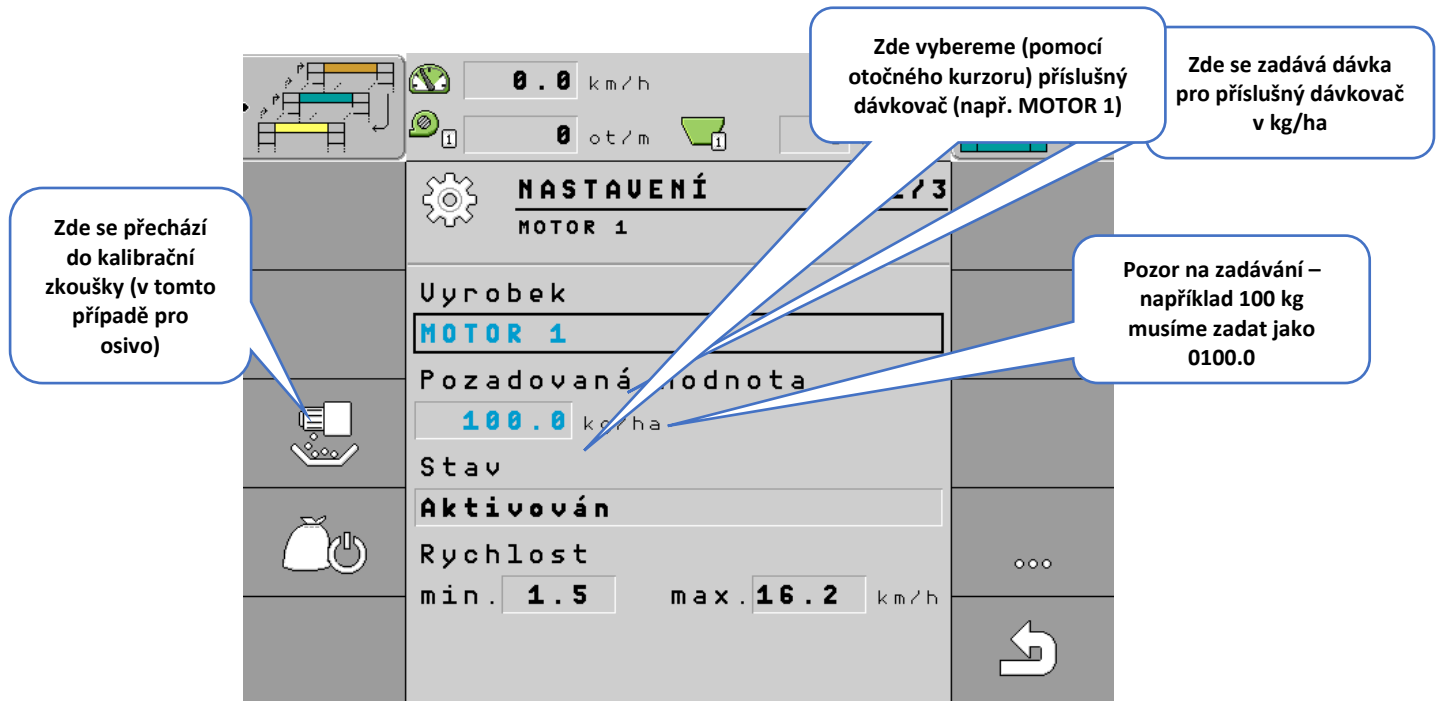 Zde vybereme (pomocí
otočného kurzoru) příslušný
dávkovač (např. MOTOR 1)
Zde se zadává dávka
pro příslušný dávkovač
v kg/ha
0.0 km/h
1 0 ot/m 1
NASTAVENÍ /3
MOTOR 1
Zde se přechází
do kalibrační
zkoušky (v tomto
případě pro
osivo)
Pozor na zadávání –
například 100 kg
musíme zadat jako
0100.0
Vyrobek
MOTOR 1
Pozadovaná hodnota
100.0 kg/ha
Stav
Aktivován
Rychlost
min. 1.5 max. 16.2 km/h